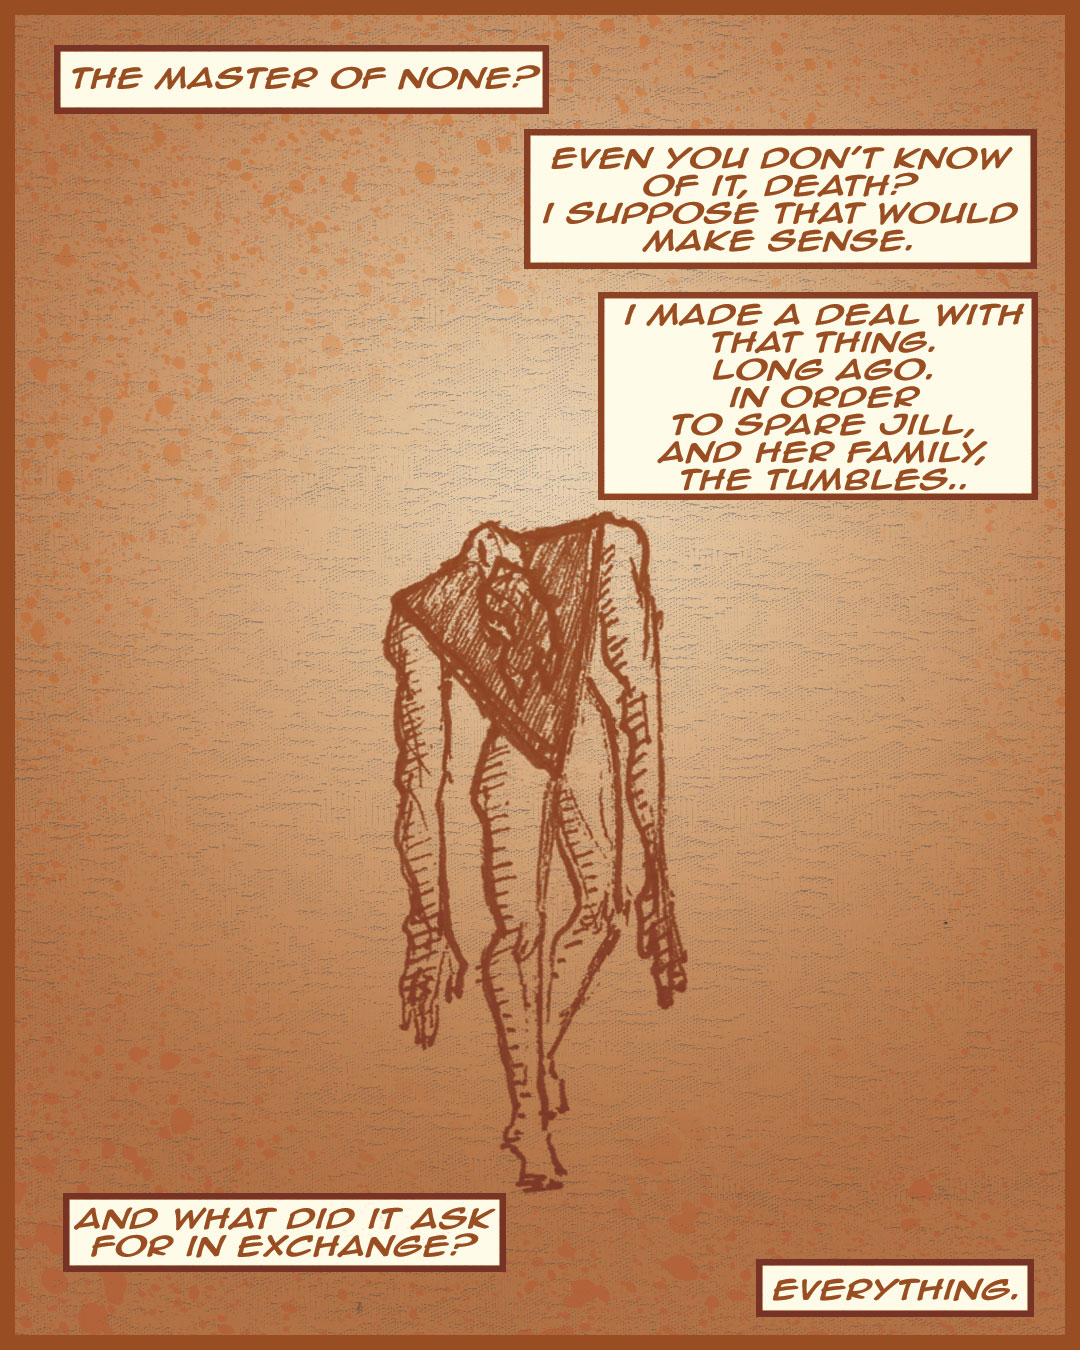 THE MASTER OF NONE?
EVEN YOU DON'T KNOW
OF IT, DEATH?
I SUPPOSE THAT WOULD
MAKE SENSE.
I MADE A DEAL WITH
THAT THING.
LONG AGO.
IN ORDER
TO SPARE JILL,
AND HER FAMILY,
THE TUMBLES..
AND WHAT DID IT ASK
FOR IN EXCHANGE?
EVERYTHING.